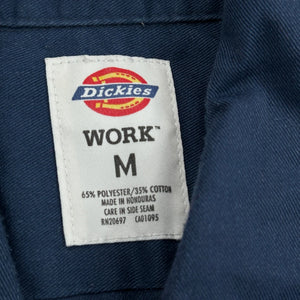 Dickies
WORK™
M
65% POLYESTER/35% COTTON
MADE IN HONDURAS
CARE IN SIDE SEAM
RN20697 CA01095